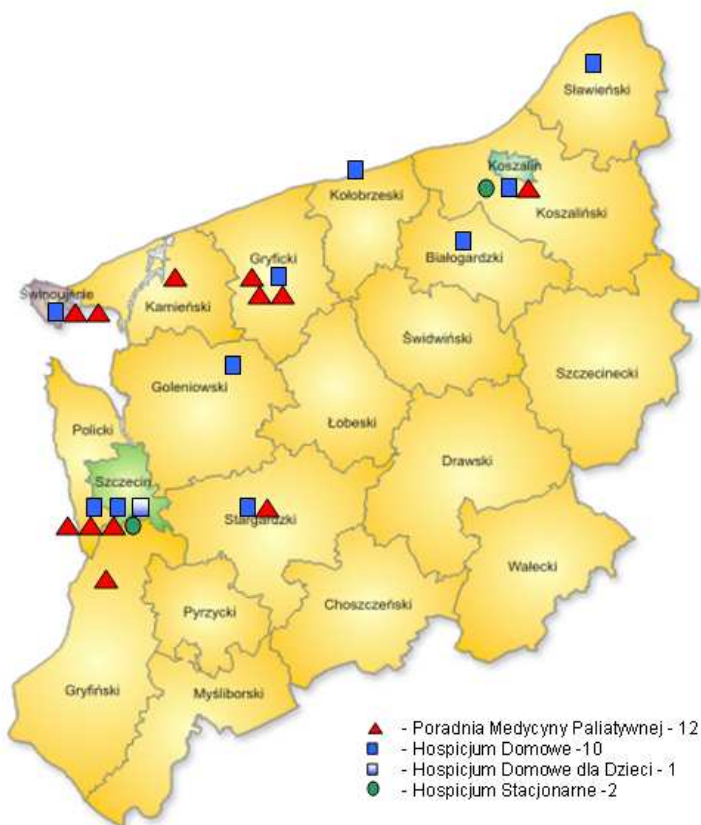 Sławieński
Koszalin
Kołobrzeski
Koszaliński
Gryficki
Białogardzki
Świnoujście
Kamieński
Świdwiński
Szczecinecki
Goleniowski
Łobeski
Policki
Drawski
Szczecin
Stargardzki
Wałecki
Choszczeński
Pyrzycki
Gryfiński
Myśliborski
- Poradnia Medycyny Paliatywnej - 12
- Hospicjum Domowe -10
- Hospicjum Domowe dla Dzieci - 1
- Hospicjum Stacjonarne -2